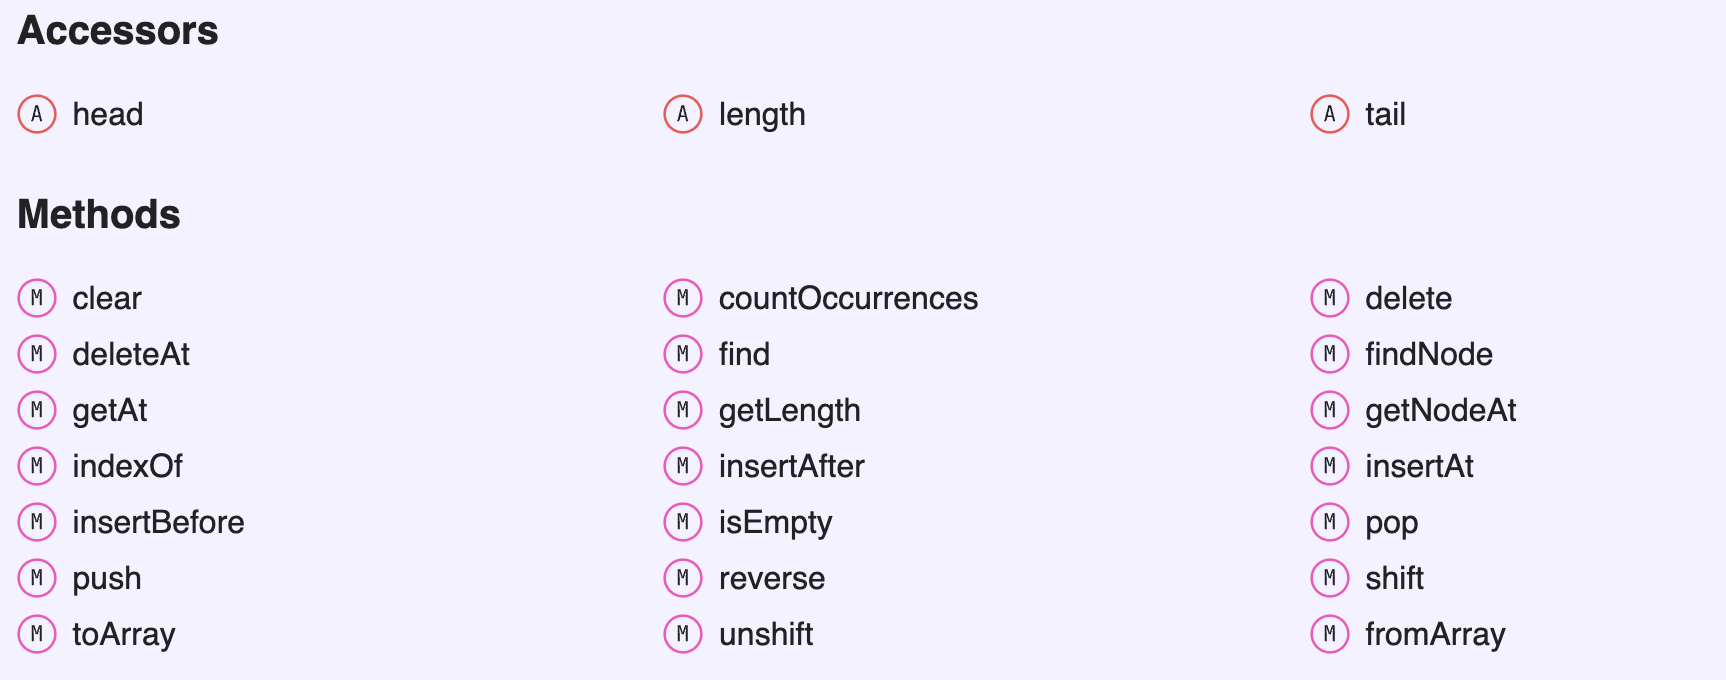 Accessors
A head A length A tail
Methods
M clear M countOccurrences M delete
M deleteAt M find M findNode
M getAt M getLength M getNodeAt
M indexOf M insertAfter M insertAt
M insertBefore M isEmpty M pop
M push M reverse M shift
M toArray M unshift M fromArray